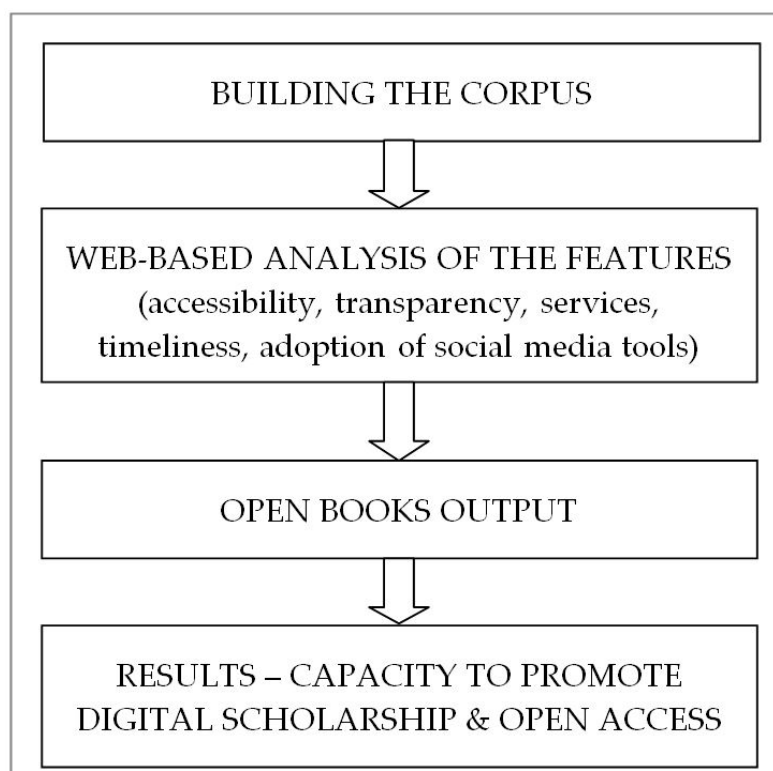 BUILDING THE CORPUS
WEB-BASED ANALYSIS OF THE FEATURES
(accessibility, transparency, services,
timeliness, adoption of social media tools)
OPEN BOOKS OUTPUT
RESULTS – CAPACITY TO PROMOTE
DIGITAL SCHOLARSHIP & OPEN ACCESS